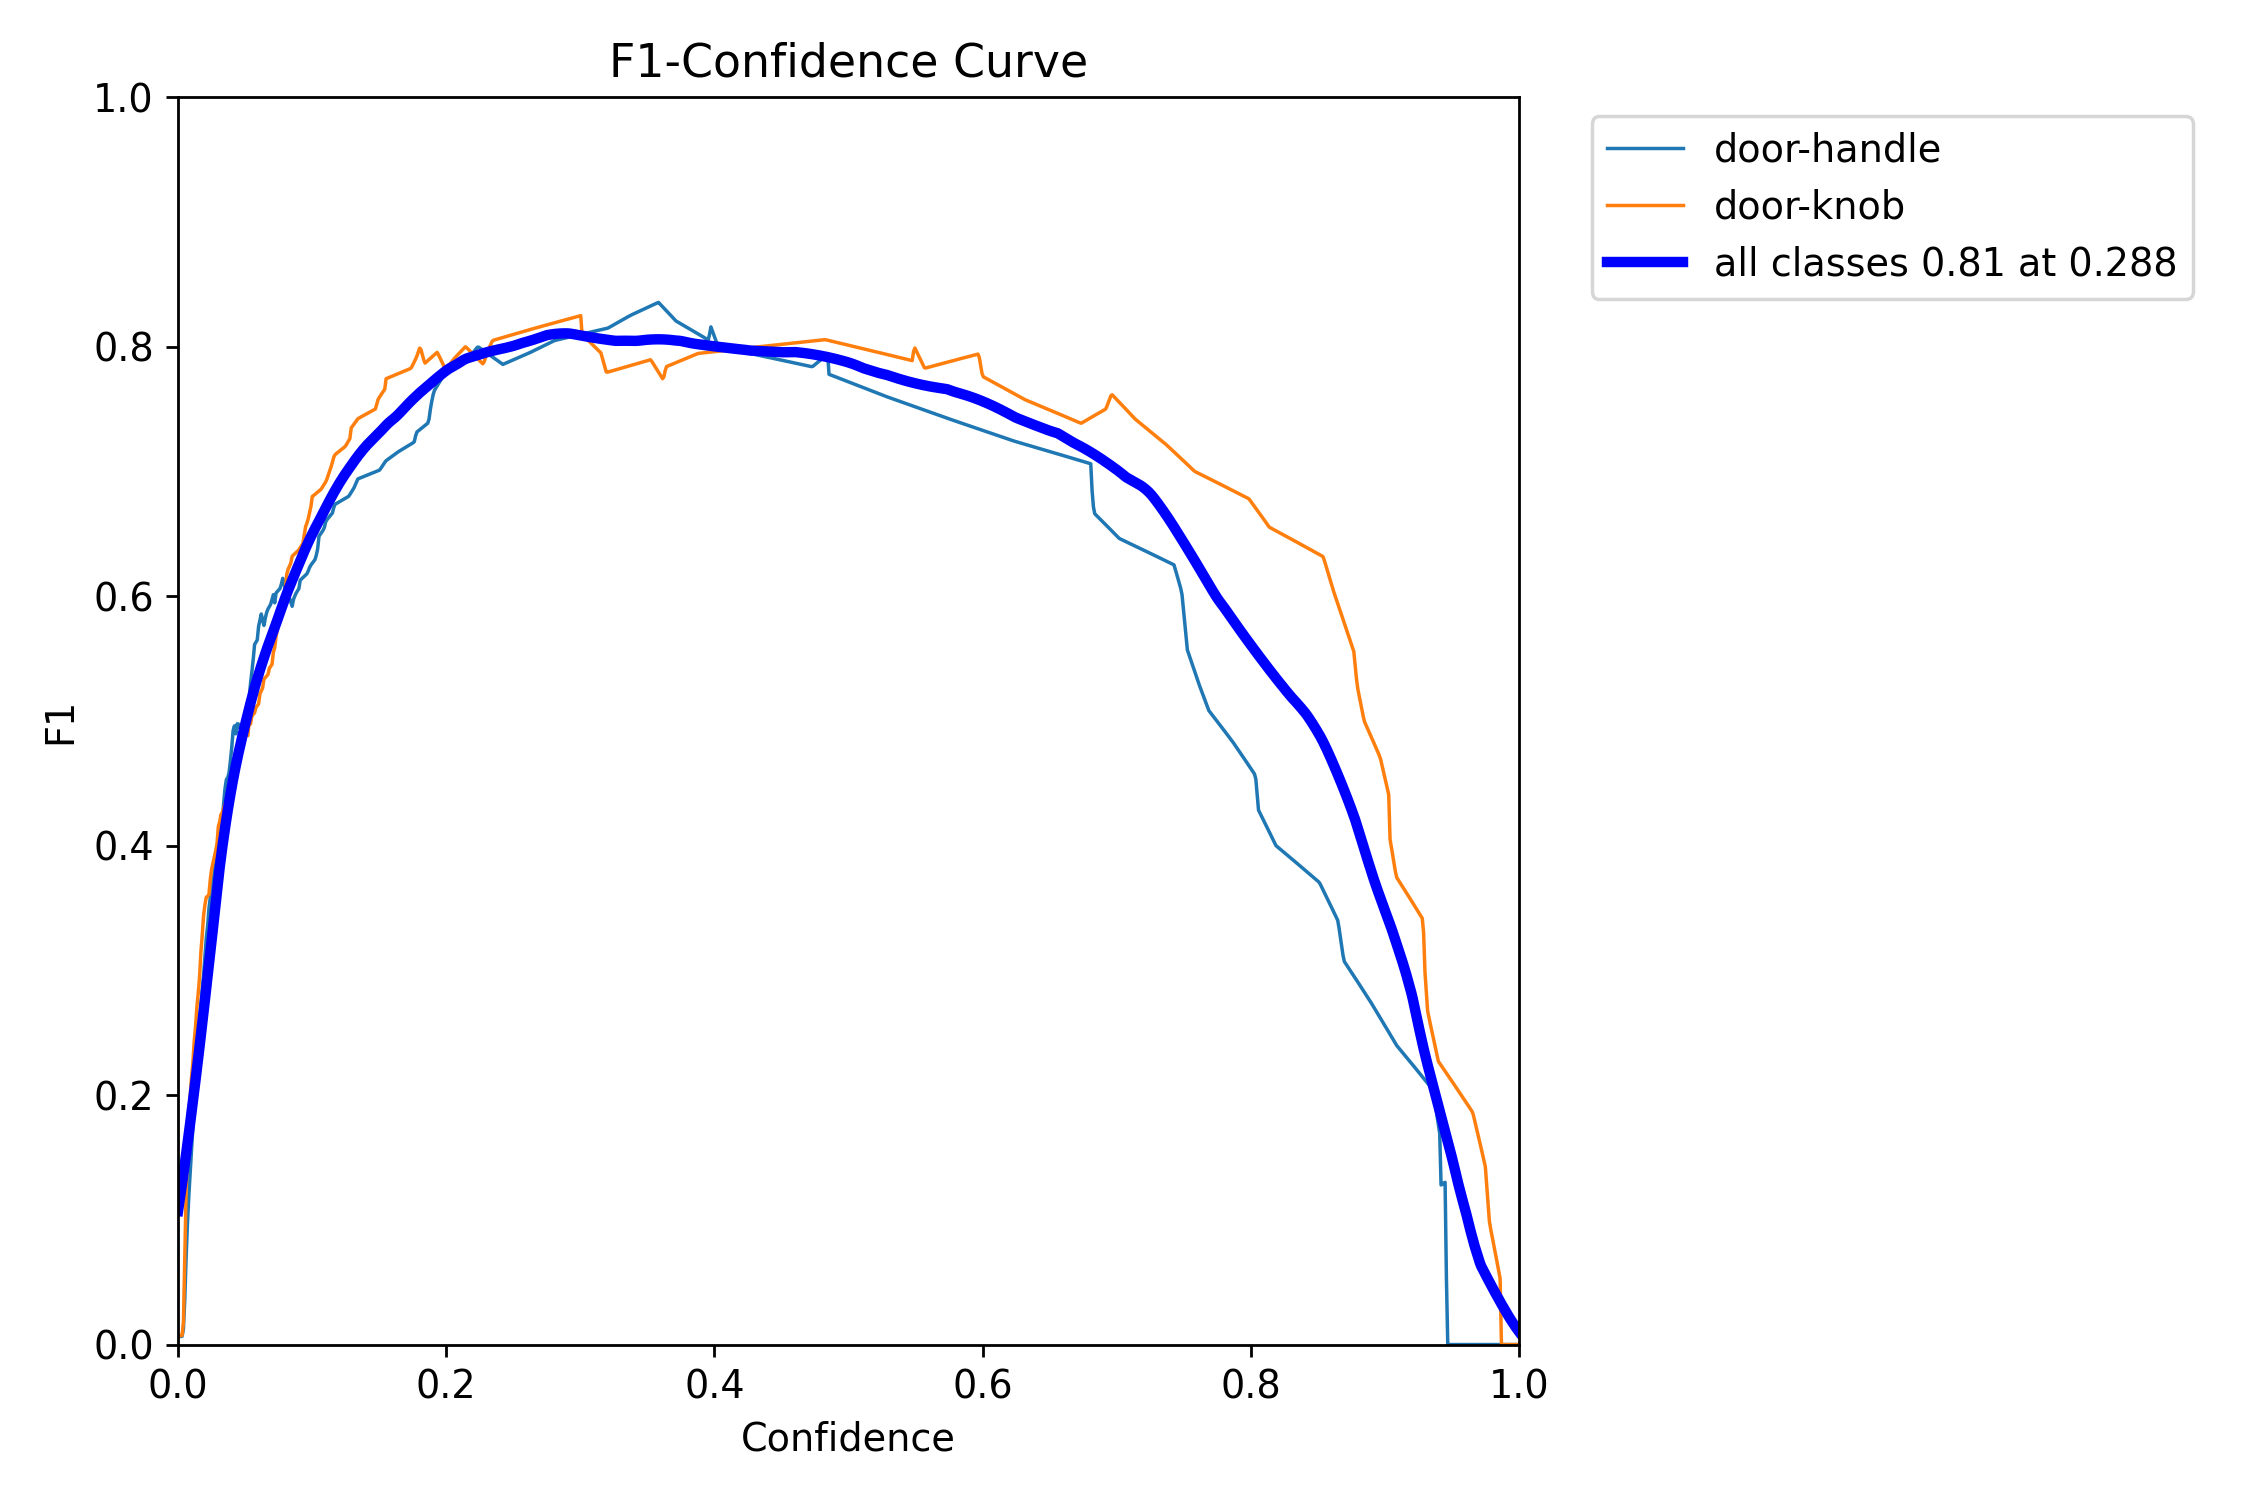 F1-Confidence Curve
1.0
0.8
0.6
0.4
0.2
0.0
F1
0.0 0.2 0.4 0.6 0.8 1.0
Confidence
door-handle
door-knob
all classes 0.81 at 0.288